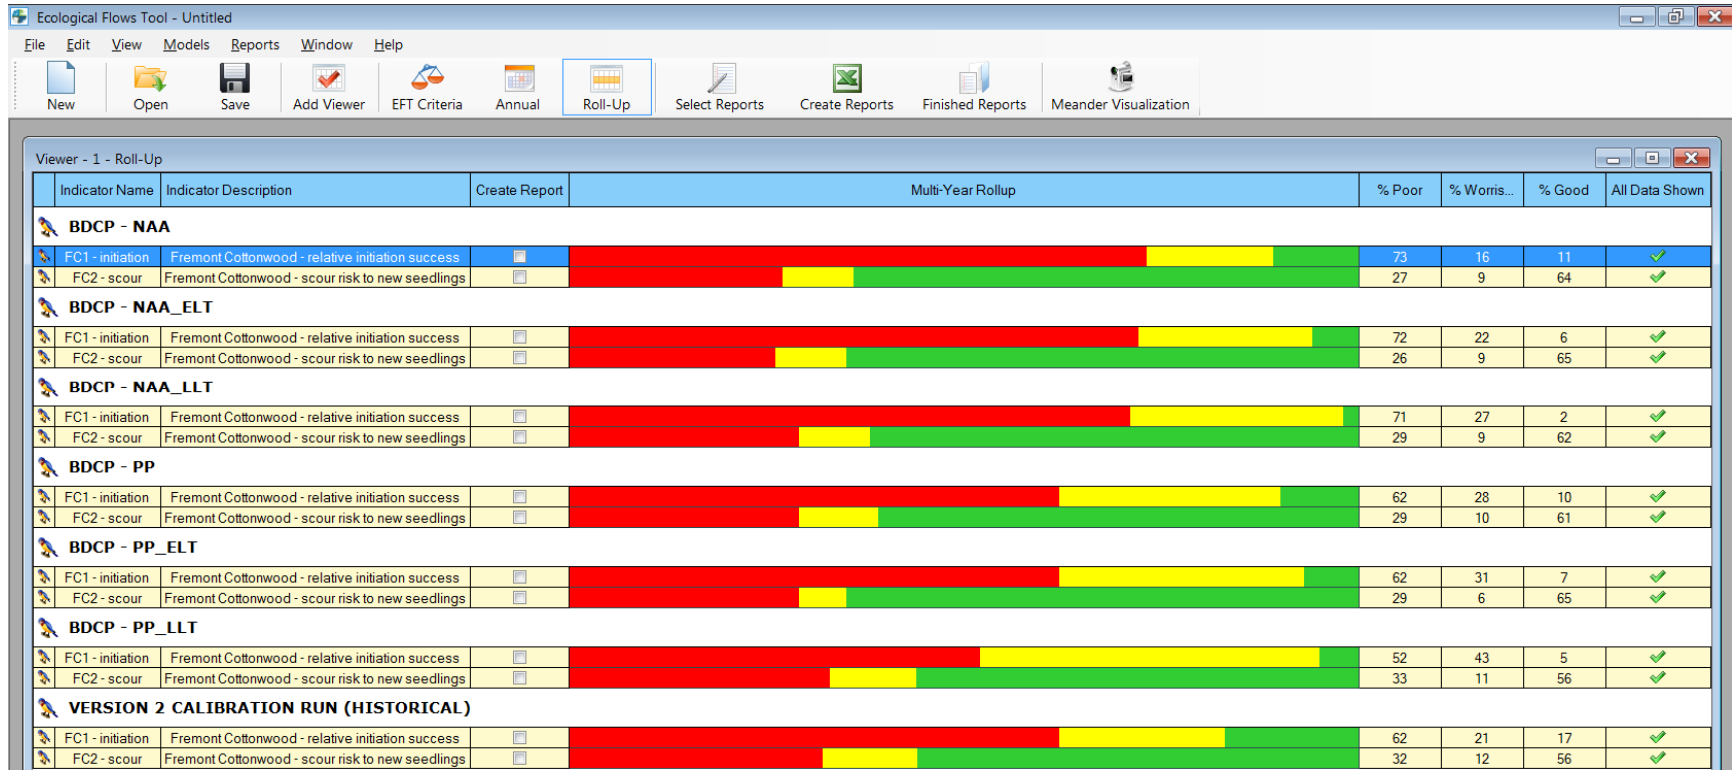 Ecological Flows Tool - Untitled
File Edit View Models Reports Window Help
New Open Save Add Viewer EFT Criteria Annual Roll-Up Select Reports Create Reports Finished Reports Meander Visualization
Viewer - 1 - Roll-Up
Indicator Name Indicator Description Create Report Multi-Year Rollup % Poor % Worris... % Good All Data Shown
BDCP - NAA
FC1 - initiation Fremont Cottonwood - relative initiation success 73 16 11
FC2 - scour Fremont Cottonwood - scour risk to new seedlings 27 9 64
BDCP - NAA_ELT
FC1 - initiation Fremont Cottonwood - relative initiation success 72 22 6
FC2 - scour Fremont Cottonwood - scour risk to new seedlings 26 9 65
BDCP - NAA_LLT
FC1 - initiation Fremont Cottonwood - relative initiation success 71 27 2
FC2 - scour Fremont Cottonwood - scour risk to new seedlings 29 9 62
BDCP - PP
FC1 - initiation Fremont Cottonwood - relative initiation success 62 28 10
FC2 - scour Fremont Cottonwood - scour risk to new seedlings 29 10 61
BDCP - PP_ELT
FC1 - initiation Fremont Cottonwood - relative initiation success 62 31 7
FC2 - scour Fremont Cottonwood - scour risk to new seedlings 29 6 65
BDCP - PP_LLT
FC1 - initiation Fremont Cottonwood - relative initiation success 52 43 5
FC2 - scour Fremont Cottonwood - scour risk to new seedlings 33 11 56
VERSION 2 CALIBRATION RUN (HISTORICAL)
FC1 - initiation Fremont Cottonwood - relative initiation success 62 21 17
FC2 - scour Fremont Cottonwood - scour risk to new seedlings 32 12 56